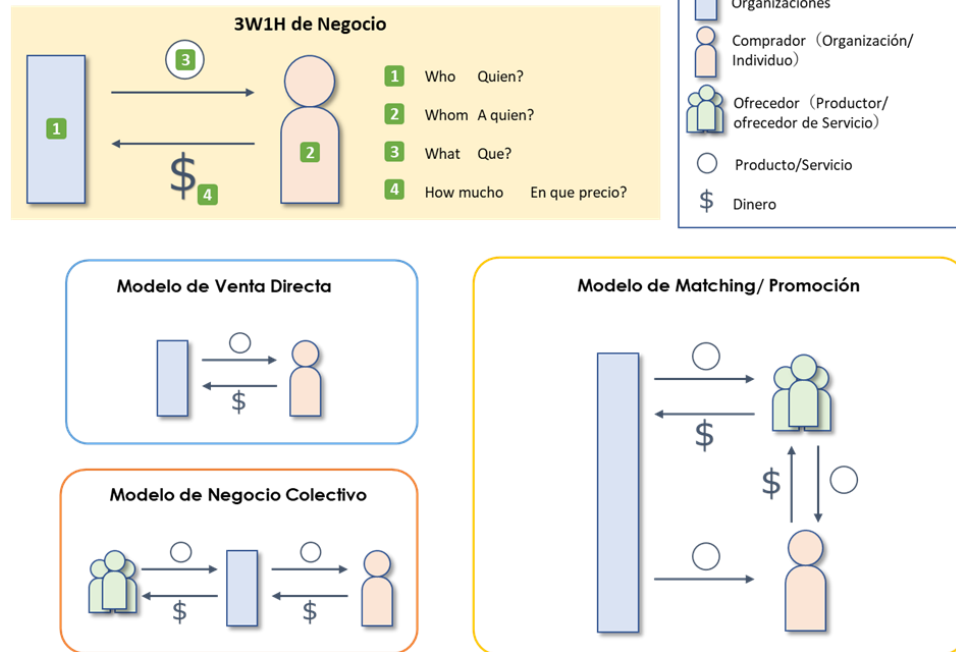 3W1H de Negocio
3
1
$
4
2
1 Who Quien?
2 Whom A quien?
3 What Que?
4 How mucho En que precio?
Organizaciones
Comprador（Organización/
Individuo）
Ofrecedor（Productor/
ofrecedor de Servicio）
Producto/Servicio
$ Dinero
Modelo de Venta Directa
$
Modelo de Negocio Colectivo
$ $
Modelo de Matching/ Promoción
$
$